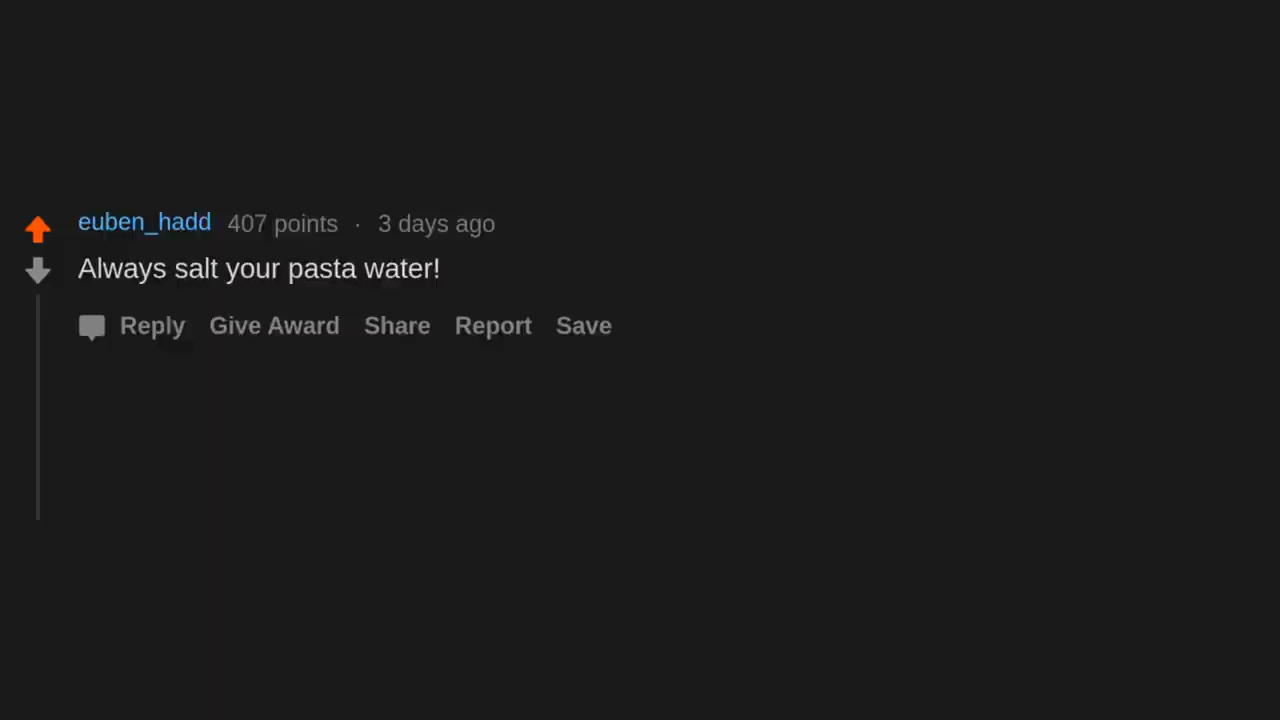 euben_hadd 407 points · 3 days ago
Always salt your pasta water!
Reply Give Award Share Report Save